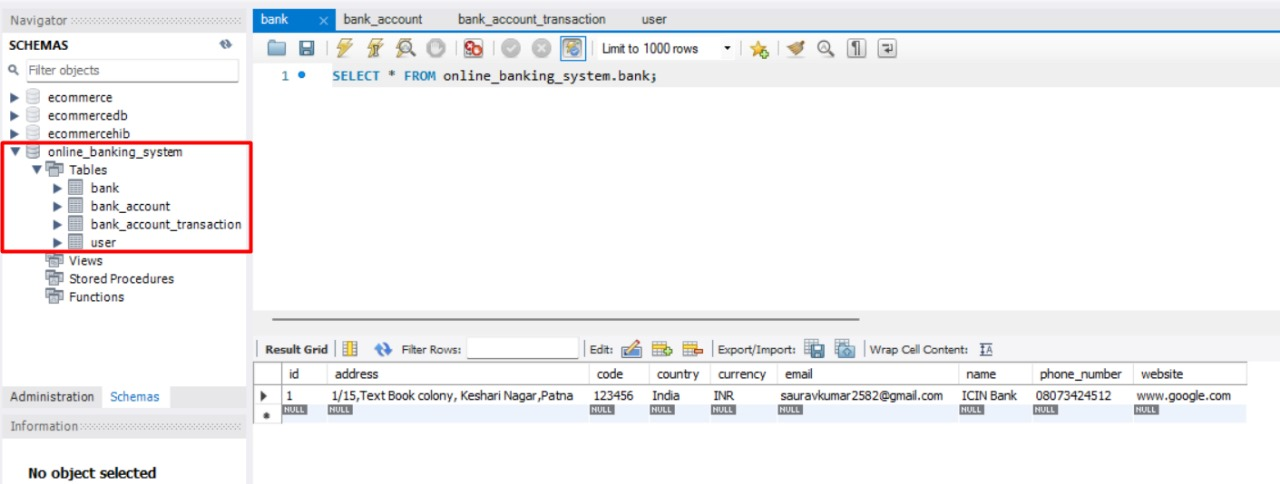 Navigator
SCHEMAS
Filter objects
ecommerce
ecommercedb
ecommercehib
online_banking_system
Tables
bank
bank_account
bank_account_transaction
user
Views
Stored Procedures
Functions
Administration Schemas
Information
No object selected
bank bank_account bank_account_transaction user
Limit to 1000 rows
1 SELECT * FROM online_banking_system.bank;
Result Grid Filter Rows: Edit: Export/Import: Wrap Cell Content: IA
id address code country currency email name phone_number website
1 1/15,Text Book colony, Keshari Nagar,Patna 123456 India INR sauravkumar2582@gmail.com ICIN Bank 08073424512 www.google.com
NULL NULL NULL NULL NULL NULL NULL NULL NULL